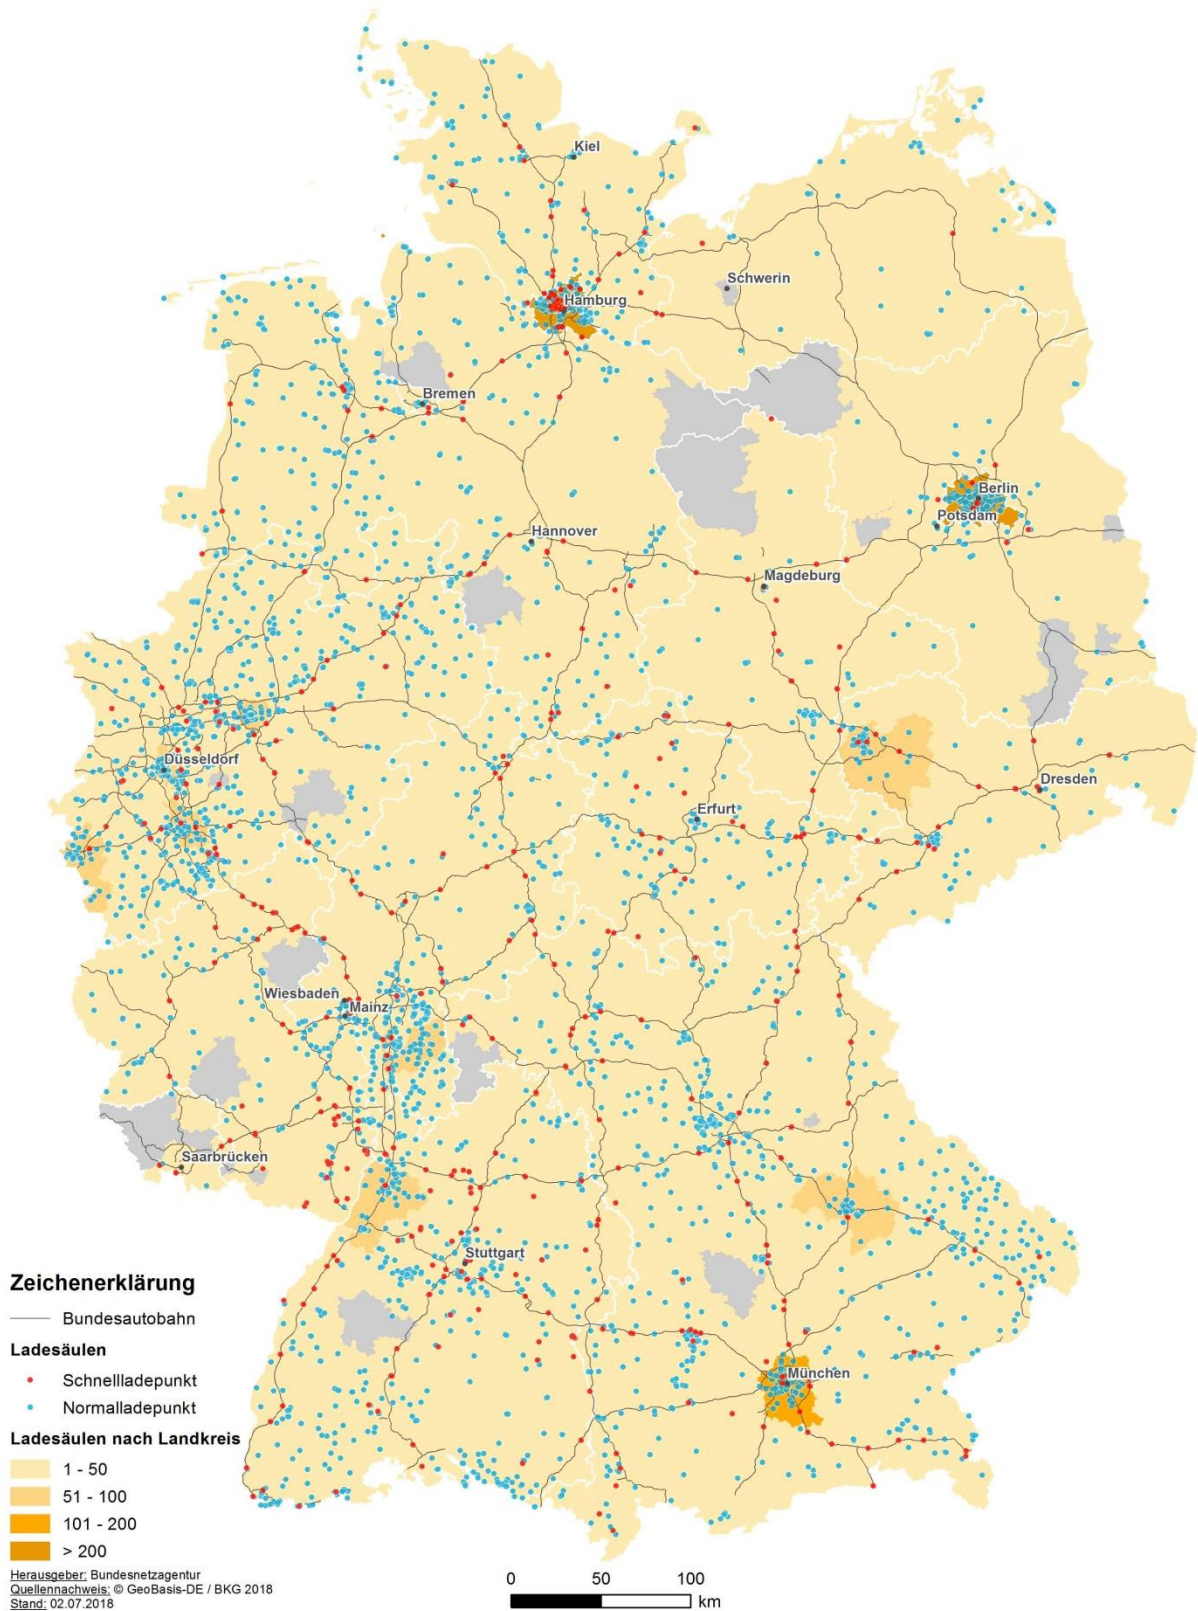 Kiel
Schwerin
Hamburg
Bremen
Berlin
Potsdam
Hannover
Magdeburg
Düsseldorf
Dresden
Erfurt
Wiesbaden
Mainz
Saarbrücken
Stuttgart
München
Zeichenerklärung
Bundesautobahn
Ladesäulen
Schnellladepunkt
Normalladepunkt
Ladesäulen nach Landkreis
1 - 50
51 - 100
101 - 200
> 200
Herausgeber: Bundesnetzagentur
Quellennachweis: © GeoBasis-DE / BKG 2018
Stand: 02.07.2018
0 50 100
km